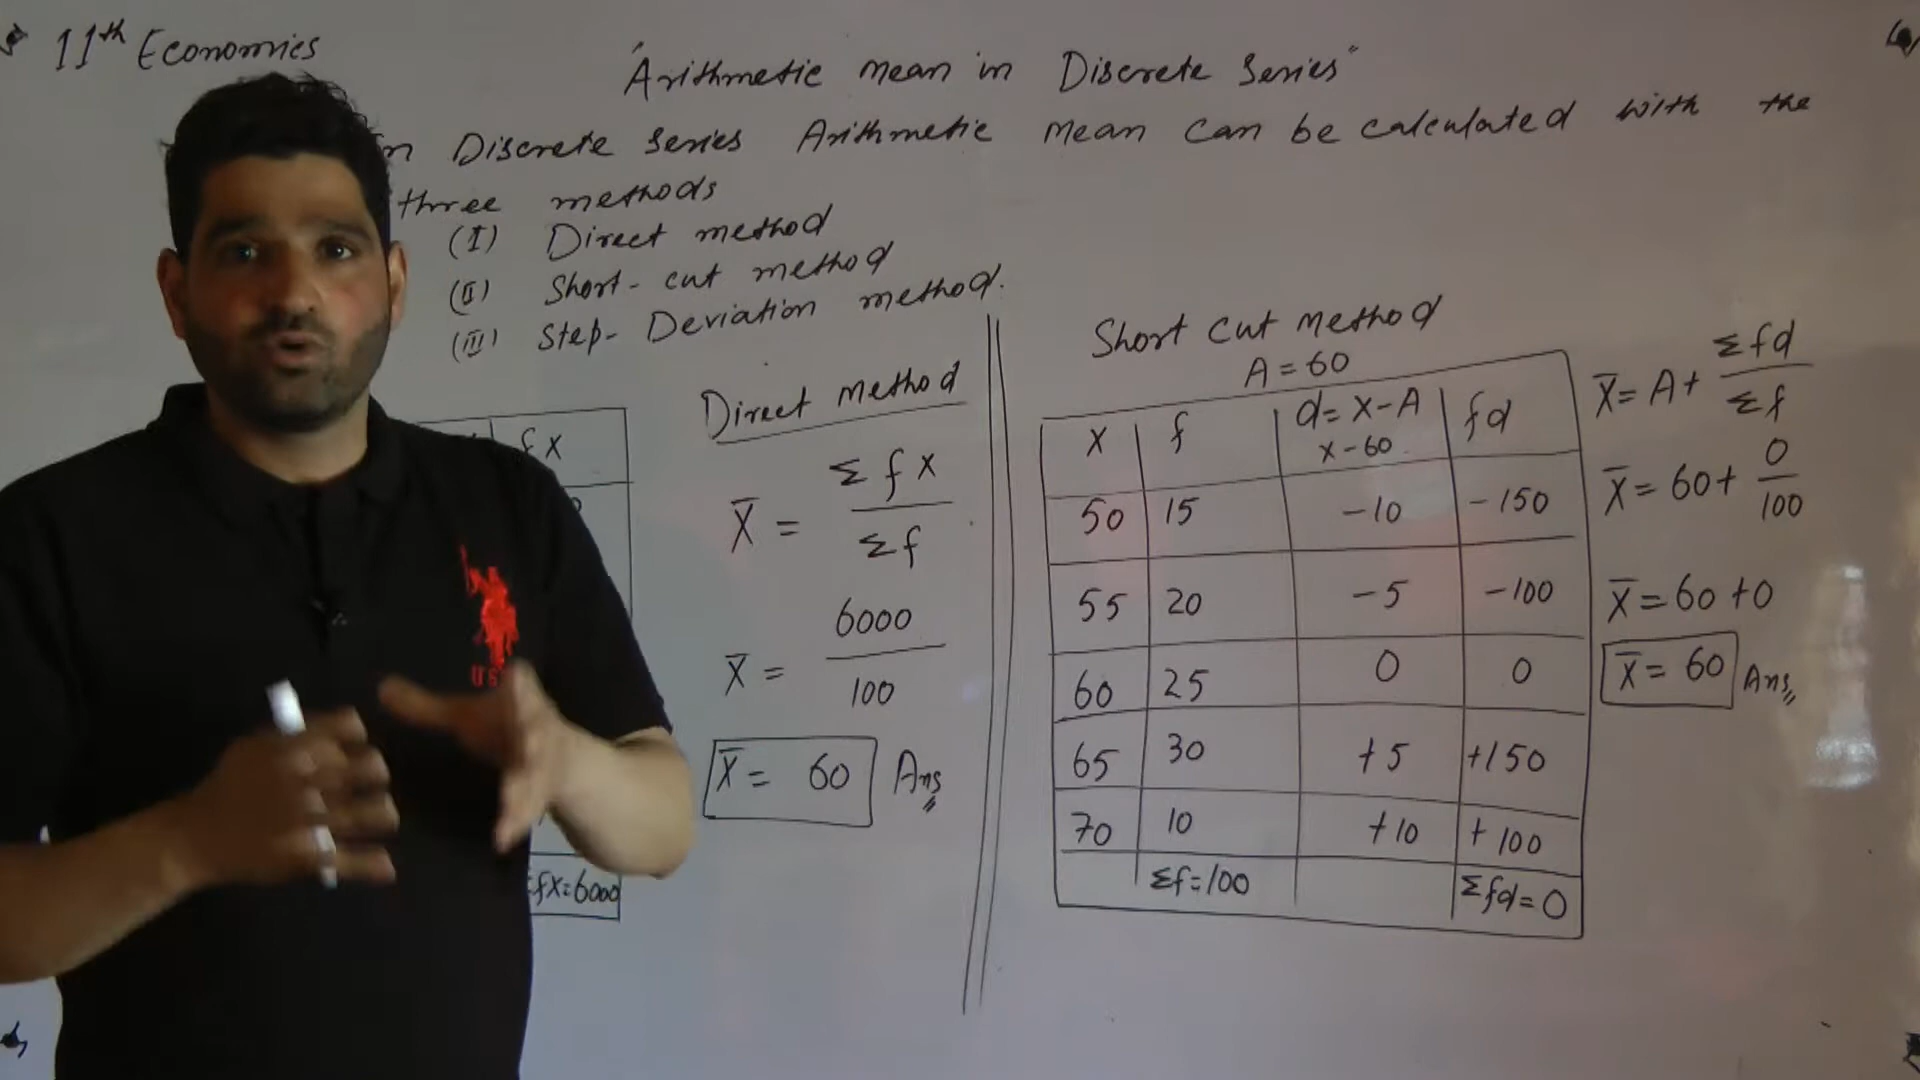 11th Economics
"Arithmetic mean in Discrete Series"
Discrete series Arithmetic mean can be calculated with the
three methods
(I) Direct method
(II) Short-cut method
(III) Step-Deviation method.
fx
Σfx=6000
Direct method
X̄ = Σfx / Σf
X̄ = 6000 / 100
X̄ = 60 Ans
Short cut method
A = 60
X f d=X-A fd
X-60
50 15 -10 -150
55 20 -5 -100
60 25 0 0
65 30 +5 +150
70 10 +10 +100
Σf=100 Σfd=0
X̄ = A + Σfd / Σf
X̄ = 60 + 0 / 100
X̄ = 60 + 0
X̄ = 60 Ans